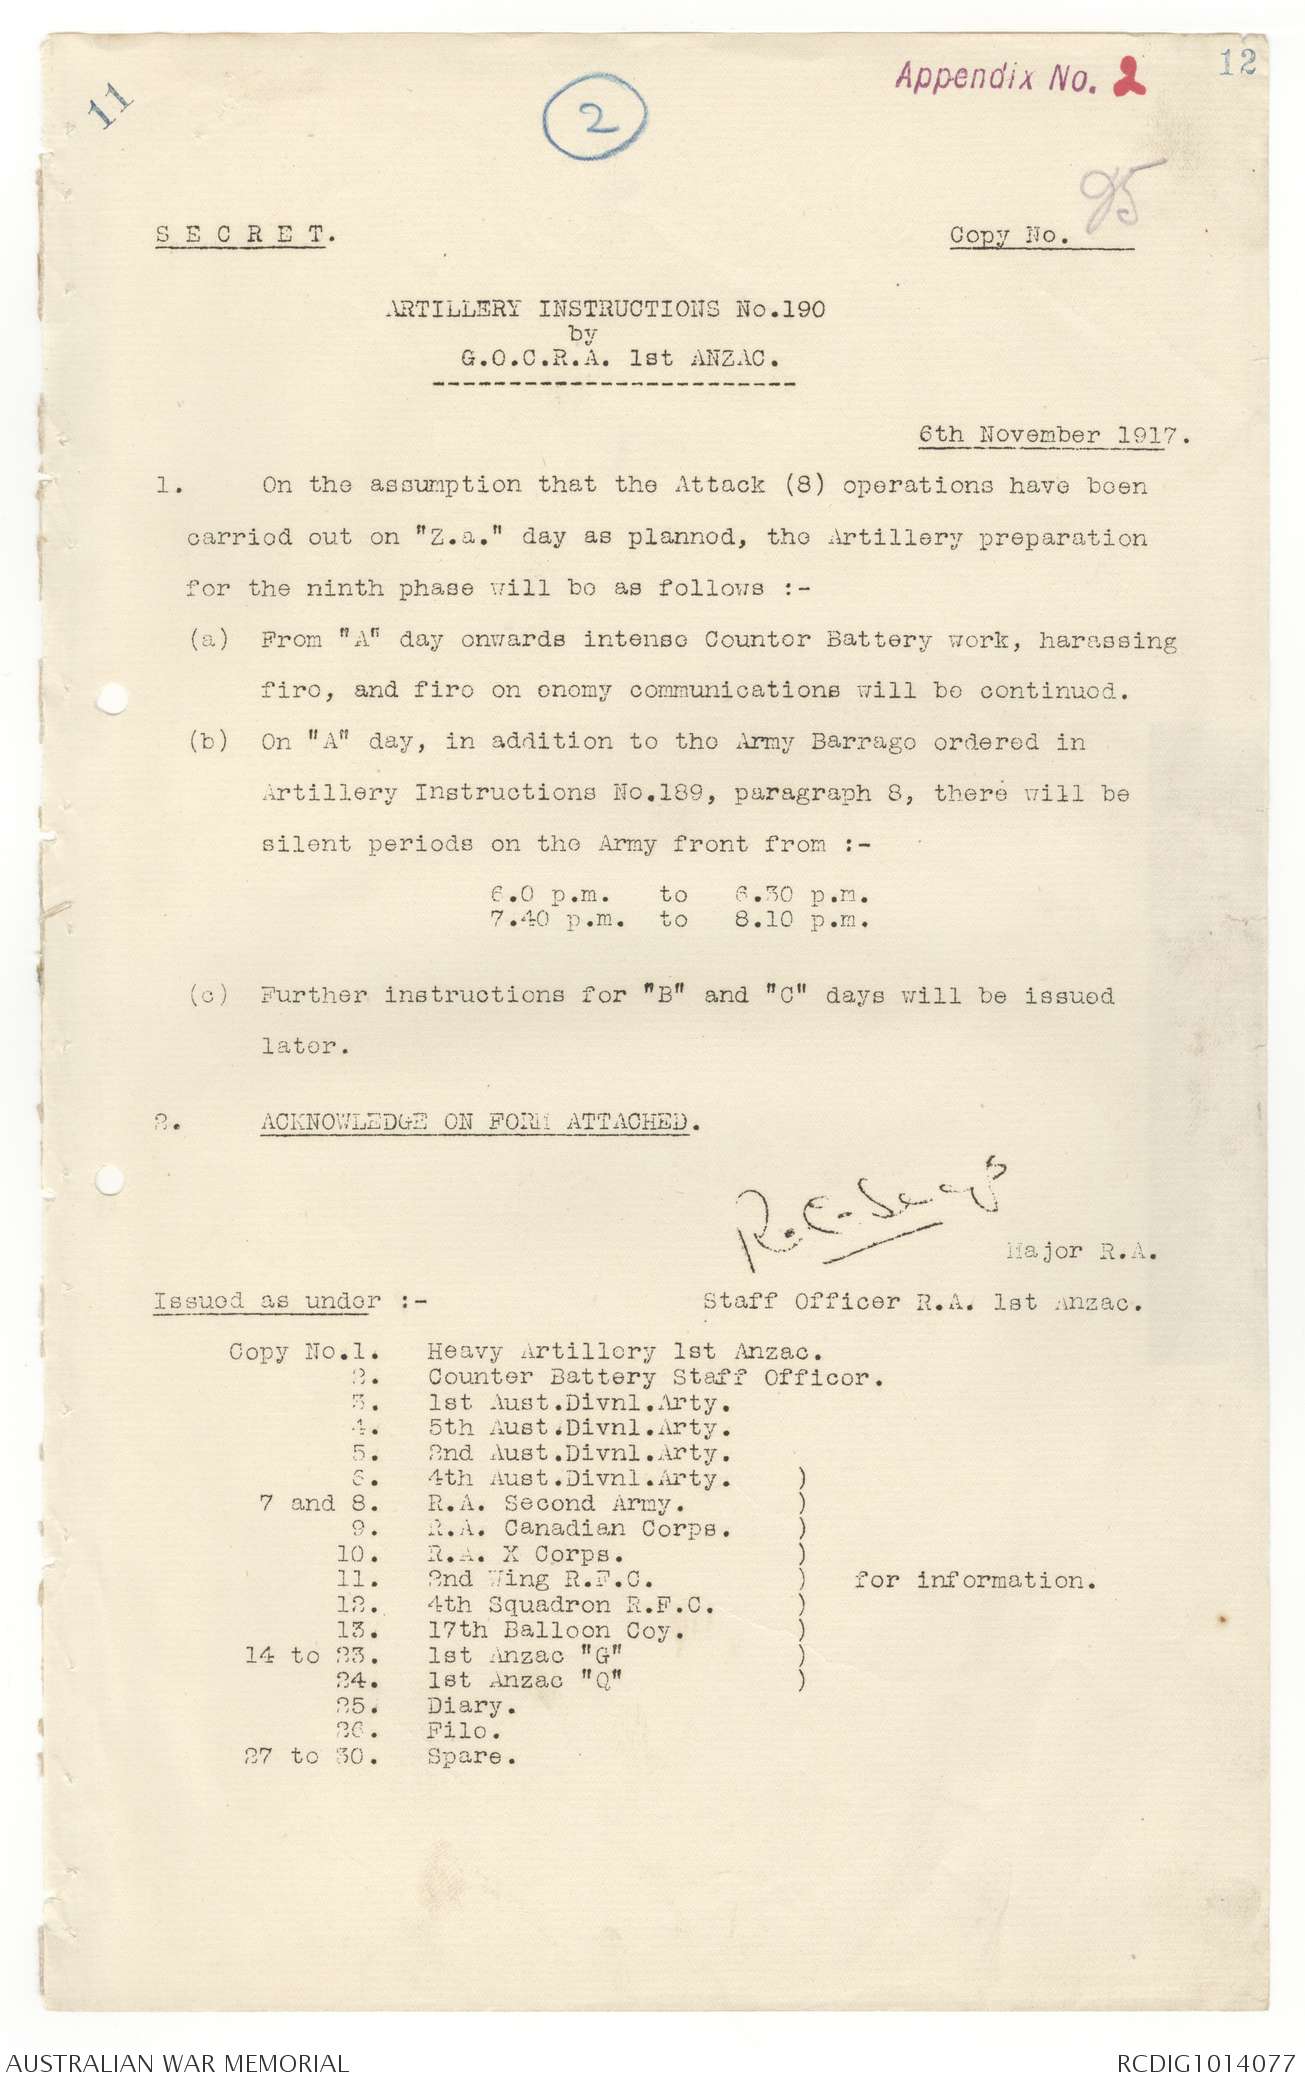 11
12
Appendix No. 2
2
25
S E C R E T.
Copy No.
ARTILLERY INSTRUCTIONS No.190
by
G.O.C.R.A. 1st ANZAC.
------------------------
6th November 1917.
1. On the assumption that the Attack (8) operations have been
carried out on "Z.a." day as planned, the Artillery preparation
for the ninth phase will be as follows :-
(a) From "A" day onwards intense Counter Battery work, harassing
fire, and fire on enemy communications will be continued.
(b) On "A" day, in addition to the Army Barrage ordered in
Artillery Instructions No.189, paragraph 8, there will be
silent periods on the Army front from :-
6.0 p.m. to 6.30 p.m.
7.40 p.m. to 8.10 p.m.
(c) Further instructions for "B" and "C" days will be issued
later.
2. ACKNOWLEDGE ON FORM ATTACHED.
Major R.A.
Issued as under :- Staff Officer R.A. 1st Anzac.
Copy No.1. Heavy Artillery 1st Anzac.
2. Counter Battery Staff Officer.
3. 1st Aust.Divnl.Arty.
4. 5th Aust.Divnl.Arty.
5. 2nd Aust.Divnl.Arty.
6. 4th Aust.Divnl.Arty. )
7 and 8. R.A. Second Army. )
9. R.A. Canadian Corps. )
10. R.A. X Corps. )
11. 2nd Wing R.F.C. ) for information.
12. 4th Squadron R.F.C. )
13. 17th Balloon Coy. )
14 to 23. 1st Anzac "G" )
24. 1st Anzac "Q" )
25. Diary.
26. File.
27 to 30. Spare.
AUSTRALIAN WAR MEMORIAL
RCDIG1014077